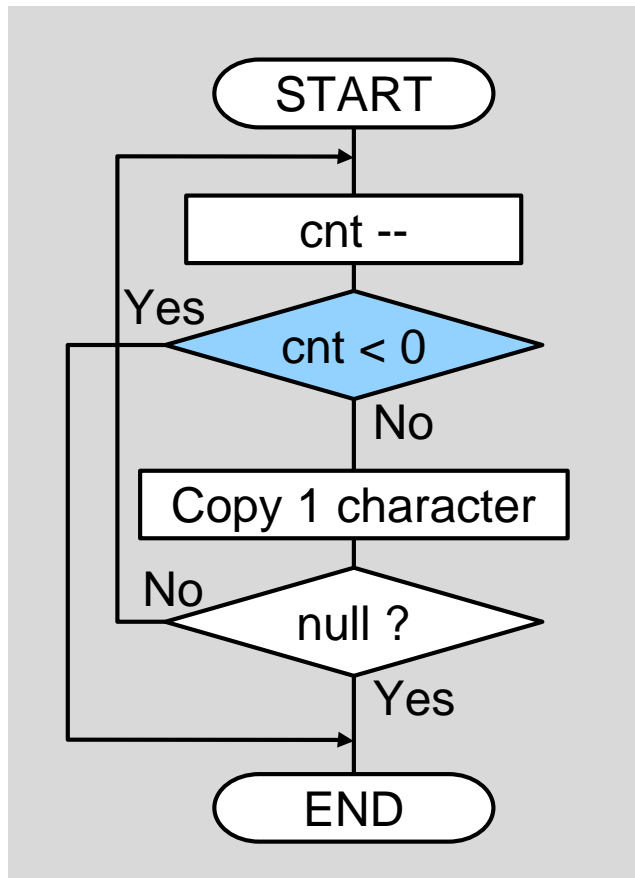 START
cnt --
Yes
cnt < 0
No
Copy 1 character
No
null ?
Yes
END